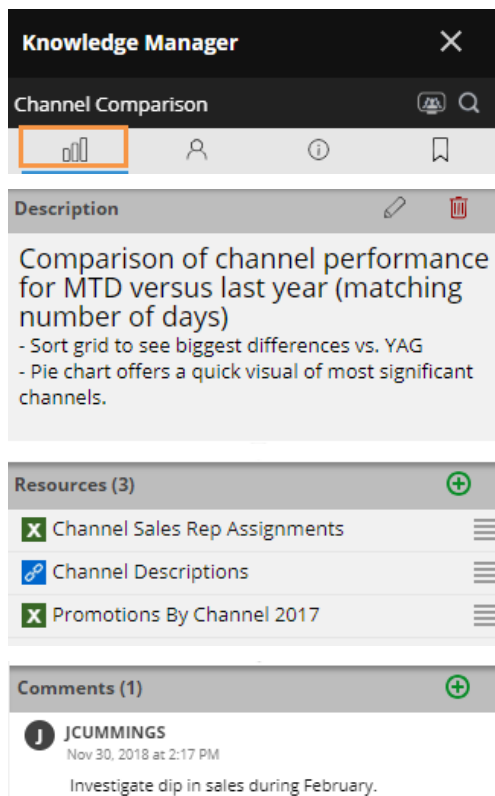 Knowledge Manager
Channel Comparison
Description
Comparison of channel performance
for MTD versus last year (matching
number of days)
- Sort grid to see biggest differences vs. YAG
- Pie chart offers a quick visual of most significant
channels.
Resources (3)
X Channel Sales Rep Assignments
Channel Descriptions
X Promotions By Channel 2017
Comments (1)
J JCUMMINGS
Nov 30, 2018 at 2:17 PM
Investigate dip in sales during February.